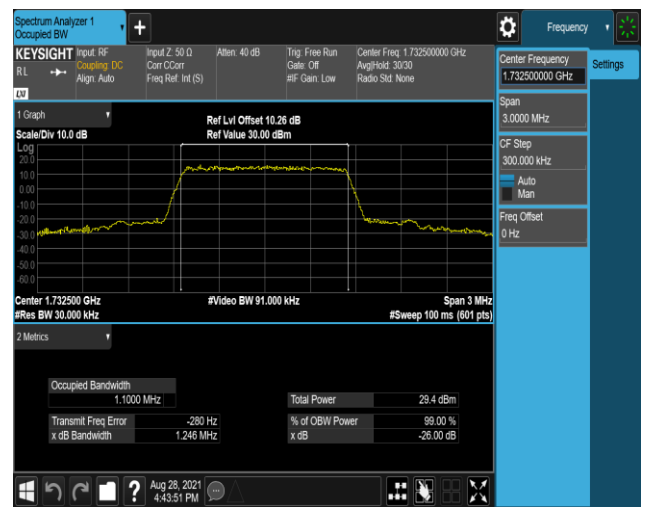 Spectrum Analyzer 1
Occupied BW
+
Frequency
KEYSIGHT
RL
LXI
Input: RF
Coupling: DC
Align: Auto
Input Z: 50 Ω
Corr CCorr
Freq Ref: Int (S)
Atten: 40 dB
Trig: Free Run
Gate: Off
#IF Gain: Low
Center Freq: 1.732500000 GHz
Avg|Hold: 30/30
Radio Std: None
Center Frequency
1.732500000 GHz
Settings
Span
3.0000 MHz
CF Step
300.000 kHz
Auto
Man
Freq Offset
0 Hz
1 Graph
Scale/Div 10.0 dB
Ref Lvl Offset 10.26 dB
Ref Value 30.00 dBm
Log
20.0
10.0
0.00
-10.0
-20.0
-30.0
-40.0
-50.0
-60.0
Center 1.732500 GHz
#Video BW 91.000 kHz
Span 3 MHz
#Res BW 30.000 kHz
#Sweep 100 ms (601 pts)
2 Metrics
Occupied Bandwidth
1.1000 MHz
Total Power 29.4 dBm
Transmit Freq Error -280 Hz
% of OBW Power 99.00 %
x dB Bandwidth 1.246 MHz
x dB -26.00 dB
?
Aug 28, 2021
4:43:51 PM